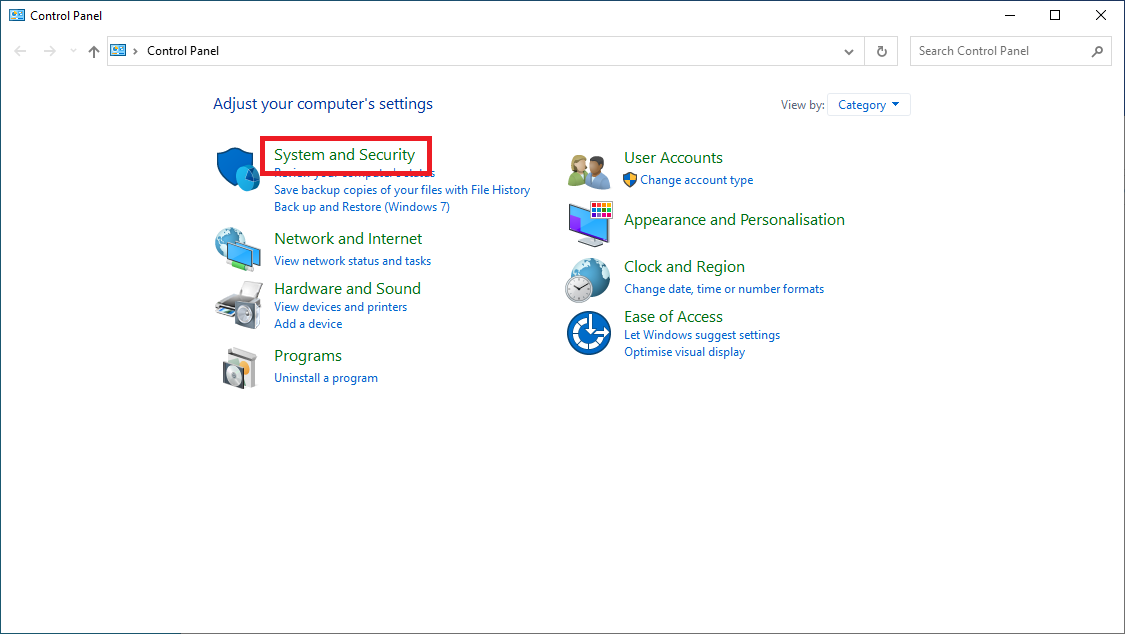 Control Panel
Control Panel
Search Control Panel
Adjust your computer's settings
View by: Category
System and Security
Review your computer's status
Save backup copies of your files with File History
Back up and Restore (Windows 7)
Network and Internet
View network status and tasks
Hardware and Sound
View devices and printers
Add a device
Programs
Uninstall a program
User Accounts
Change account type
Appearance and Personalisation
Clock and Region
Change date, time or number formats
Ease of Access
Let Windows suggest settings
Optimise visual display